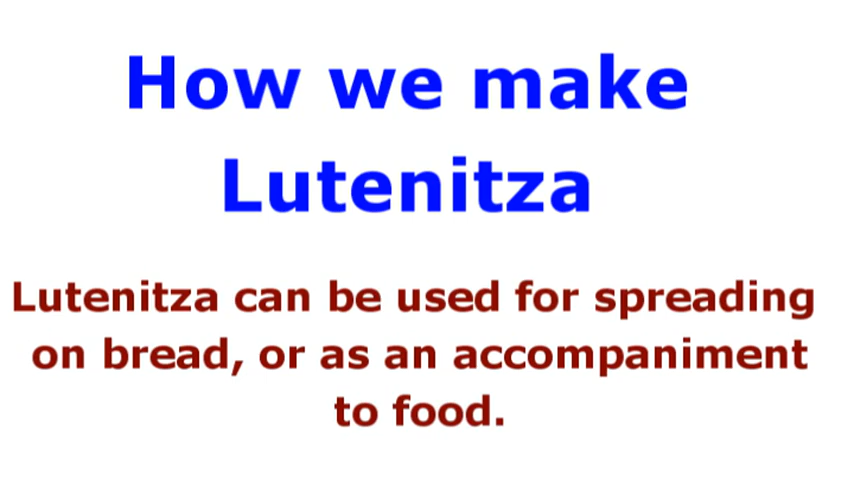 How we make
Lutenitza
Lutenitza can be used for spreading
on bread, or as an accompaniment
to food.